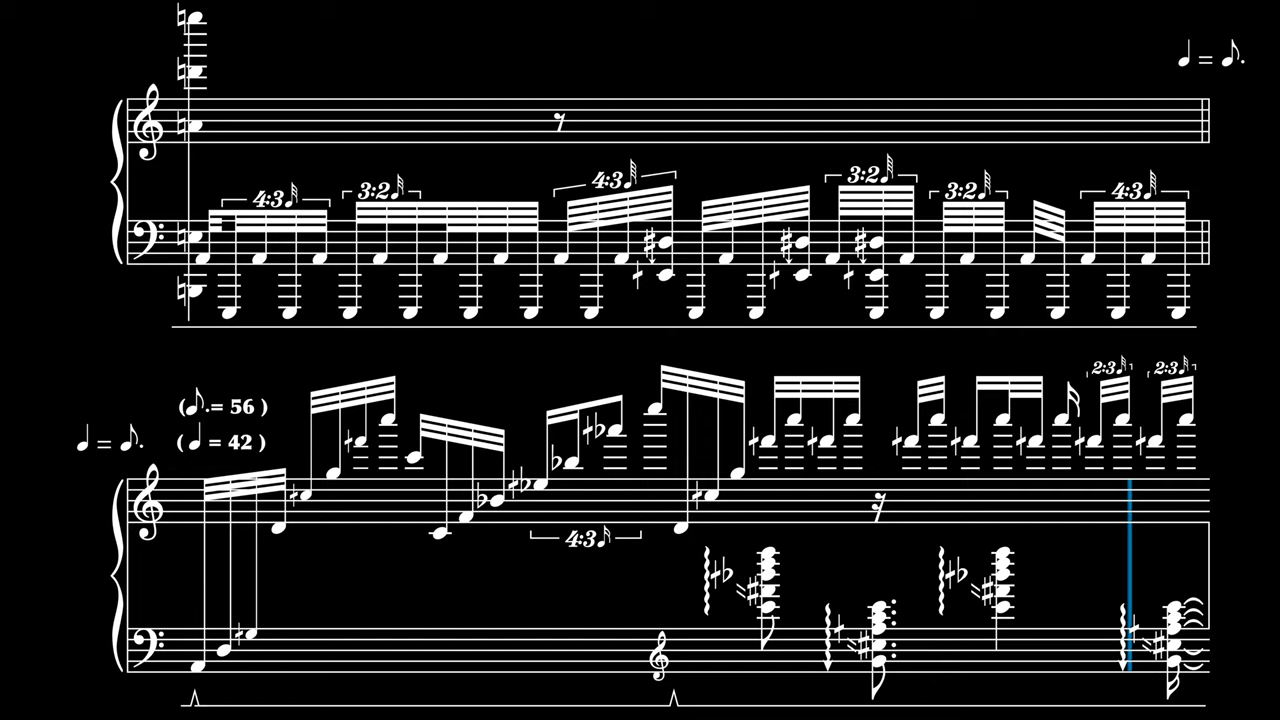 ♩ = ♪.
4:3 3:2 4:3 3:2 3:2 4:3
2:3 2:3
(♪. = 56 )
♩ = ♪. ( ♩ = 42 )
4:3